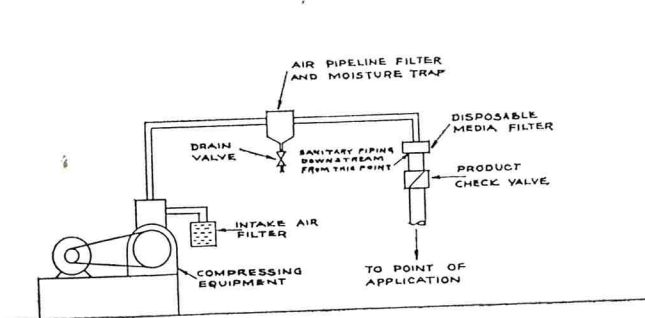 AIR PIPELINE FILTER
AND MOISTURE TRAP
DISPOSABLE
MEDIA FILTER
DRAIN
VALVE
SANITARY PIPING
DOWNSTREAM
FROM THIS POINT
PRODUCT
CHECK VALVE
INTAKE AIR
FILTER
COMPRESSING
EQUIPMENT
TO POINT OF
APPLICATION